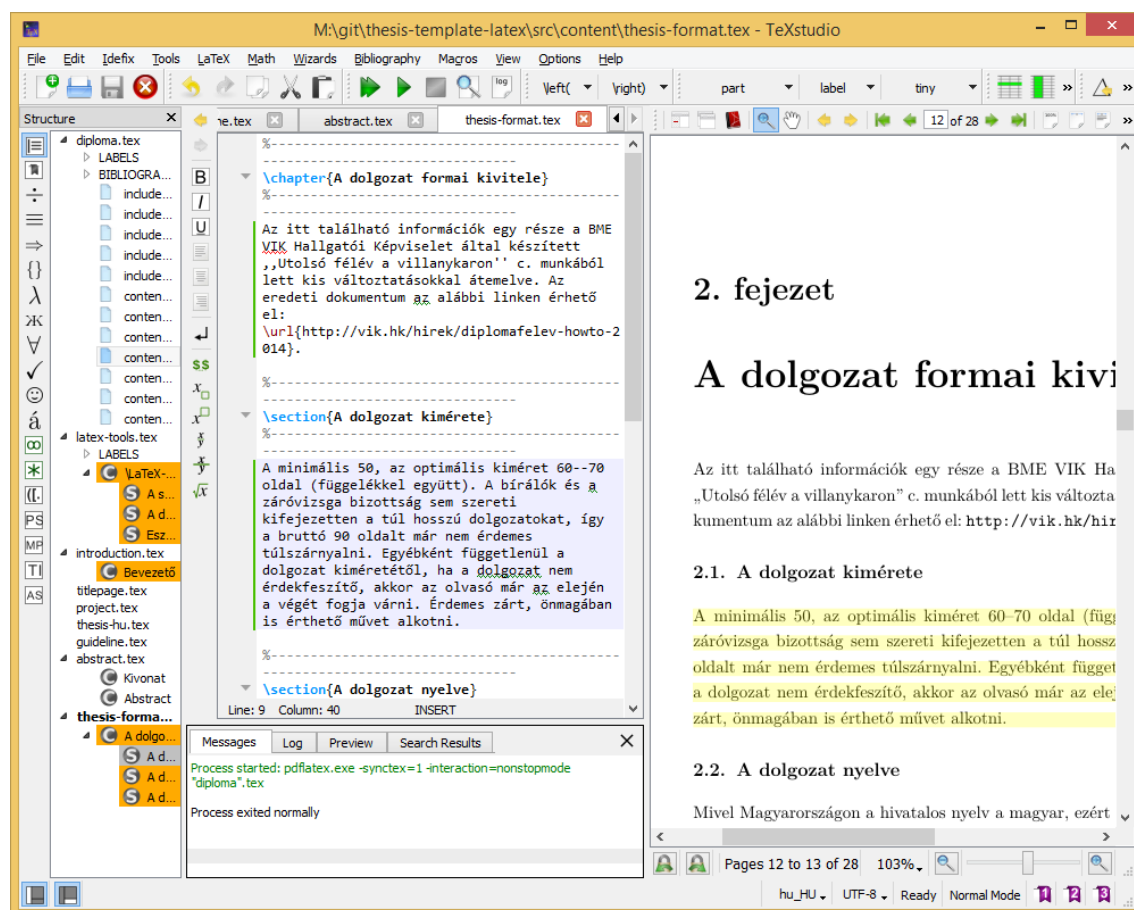 M:\git\thesis-template-latex\src\content\thesis-format.tex - TeXstudio
File Edit Idefix Tools LaTeX Math Wizards Bibliography Macros View Options Help
log \left( \right) part label tiny »  »
Structure
diploma.tex
LABELS
BIBLIOGRA...
include...
include...
include...
include...
include...
conten...
conten...
conten...
conten...
conten...
conten...
conten...
latex-tools.tex
LABELS
\LaTeX-...
A s...
A d...
Esz...
introduction.tex
Bevezető
titlepage.tex
project.tex
thesis-hu.tex
guideline.tex
abstract.tex
Kivonat
Abstract
thesis-forma...
A dolgo...
A d...
A d...
A d...
ne.tex abstract.tex thesis-format.tex
%----------------------------------------
-----------------------------
\chapter{A dolgozat formai kivitele}
%----------------------------------------
-----------------------------
Az itt található információk egy része a BME
VIK Hallgatói Képviselet által készített
,,Utolsó félév a villanykaron'' c. munkából
lett kis változtatásokkal átemelve. Az
eredeti dokumentum az alábbi linken érhető
el:
\url{http://vik.hk/hirek/diplomafelev-howto-2
014}.
%----------------------------------------
-----------------------------
\section{A dolgozat kimérete}
%----------------------------------------
-----------------------------
A minimális 50, az optimális kiméret 60--70
oldal (függelékkel együtt). A bírálók és a
záróvizsga bizottság sem szereti
kifejezetten a túl hosszú dolgozatokat, így
a bruttó 90 oldalt már nem érdemes
túlszárnyalni. Egyébként függetlenül a
dolgozat kiméretétől, ha a dolgozat nem
érdekfeszítő, akkor az olvasó már az elején
a végét fogja várni. Érdemes zárt, önmagában
is érthető művet alkotni.
%----------------------------------------
-----------------------------
\section{A dolgozat nyelve}
Line: 9 Column: 40 INSERT
Messages Log Preview Search Results
Process started: pdflatex.exe -synctex=1 -interaction=nonstopmode
"diploma".tex
Process exited normally
12 of 28 »
2. fejezet
A dolgozat formai kivi
Az itt található információk egy része a BME VIK Ha
„Utolsó félév a villanykaron” c. munkából lett kis változta
kumentum az alábbi linken érhető el: http://vik.hk/hir
2.1. A dolgozat kimérete
A minimális 50, az optimális kiméret 60–70 oldal (függ
záróvizsga bizottság sem szereti kifejezetten a túl hossz
oldalt már nem érdemes túlszárnyalni. Egyébként függet
a dolgozat nem érdekfeszítő, akkor az olvasó már az elej
zárt, önmagában is érthető művet alkotni.
2.2. A dolgozat nyelve
Mivel Magyarországon a hivatalos nyelv a magyar, ezért
Pages 12 to 13 of 28 103%
hu_HU UTF-8 Ready Normal Mode 1 2 3